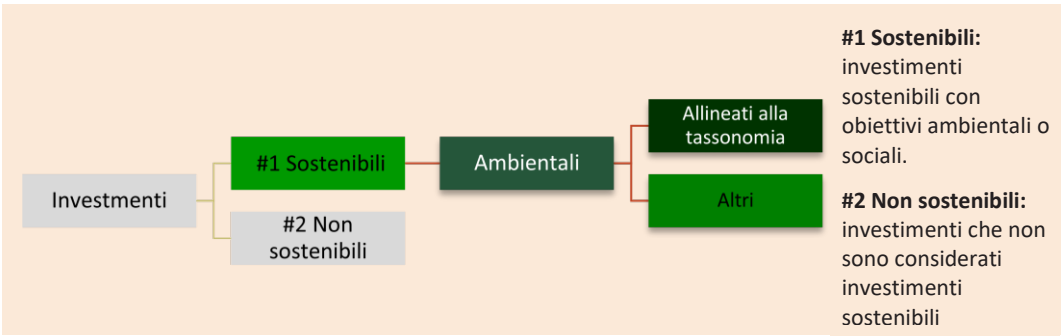 Investmenti
#1 Sostenibili
#2 Non
sostenibili
Ambientali
Allineati alla
tassonomia
Altri
#1 Sostenibili:
investimenti
sostenibili con
obiettivi ambientali o
sociali.
#2 Non sostenibili:
investimenti che non
sono considerati
investimenti
sostenibili